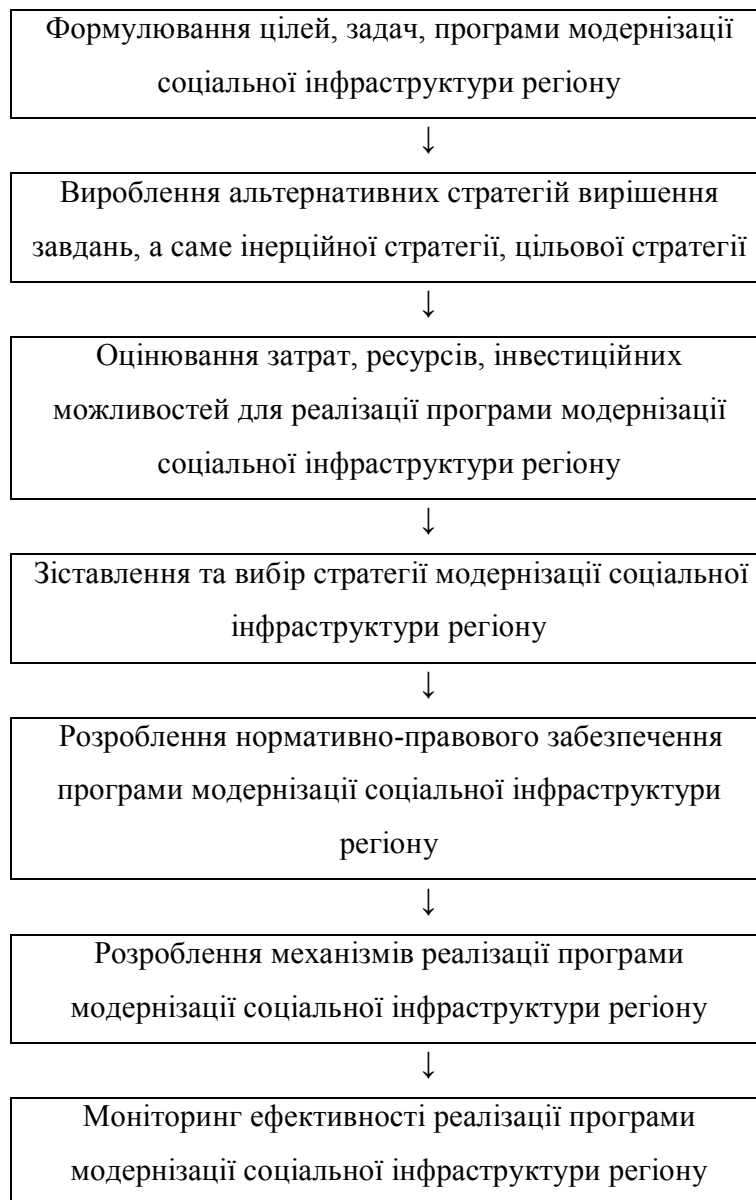 Формулювання цілей, задач, програми модернізації
соціальної інфраструктури регіону
↓
Вироблення альтернативних стратегій вирішення
завдань, а саме інерційної стратегії, цільової стратегії
↓
Оцінювання затрат, ресурсів, інвестиційних
можливостей для реалізації програми модернізації
соціальної інфраструктури регіону
↓
Зіставлення та вибір стратегії модернізації соціальної
інфраструктури регіону
↓
Розроблення нормативно-правового забезпечення
програми модернізації соціальної інфраструктури
регіону
↓
Розроблення механізмів реалізації програми
модернізації соціальної інфраструктури регіону
↓
Моніторинг ефективності реалізації програми
модернізації соціальної інфраструктури регіону